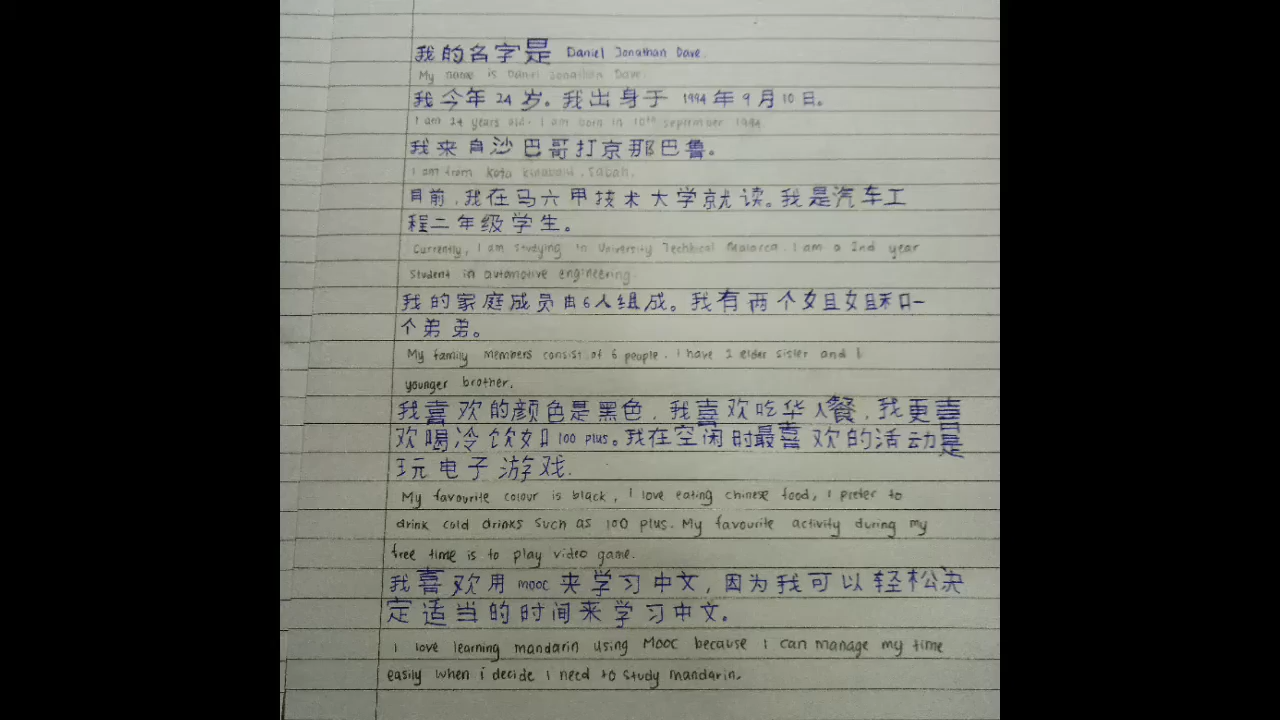 我的名字是 Daniel Jonathan Dave.
My name is Daniel Jonathan Dave.
我今年24岁。我出身于 1994年9月10日。
I am 24 years old. I am born in 10th september 1994
我来自沙巴哥打京那巴鲁。
I am from Kota Kinabalu, Sabah.
目前,我在马六甲技术大学就读。我是汽车工
程二年级学生。
Currently, I am studying in University Techhical Malacca. I am a 2nd year
student in automotive engineering.
我的家庭成员由6人组成。我有两个姐姐和一
个弟弟。
My family members consist of 6 people. I have 2 elder sister and 1
younger brother.
我喜欢的颜色是黑色,我喜欢吃华人餐,我更喜
欢喝冷饮如100 plus。我在空闲时最喜欢的活动是
玩电子游戏.
My favourite colour is black, I love eating chinese food, I prefer to
drink cold drinks such as 100 plus. My favourite activity during my
free time is to play video game.
我喜欢用 mooc 来学习中文,因为我可以轻松决
定适当的时间来学习中文。
I love learning mandarin using Mooc because I can manage my time
easily when i decide I need to study mandarin.